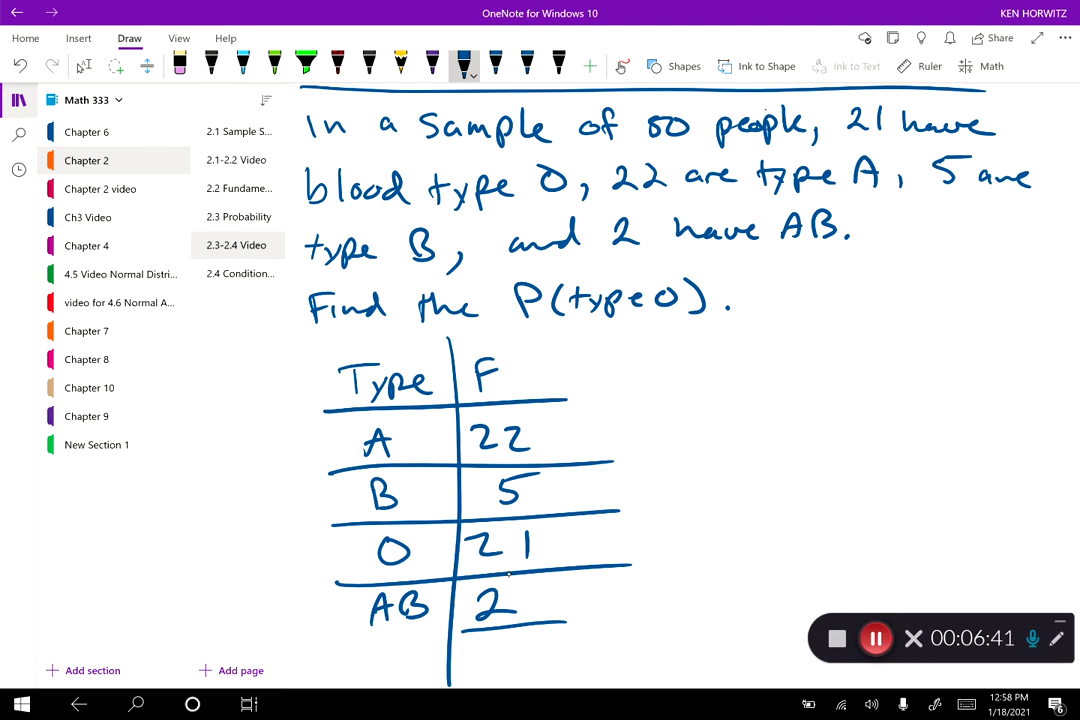 OneNote for Windows 10
KEN HORWITZ
Home Insert Draw View Help
Share
Shapes Ink to Shape Ink to Text Ruler Math
Math 333
Chapter 6
Chapter 2
Chapter 2 video
Ch3 Video
Chapter 4
4.5 Video Normal Distri...
video for 4.6 Normal A...
Chapter 7
Chapter 8
Chapter 10
Chapter 9
New Section 1
Add section
2.1 Sample S...
2.1-2.2 Video
2.2 Fundame...
2.3 Probability
2.3-2.4 Video
2.4 Condition...
Add page
In a sample of 50 people, 21 have
blood type O, 22 are type A, 5 are
type B, and 2 have AB.
Find the P(type O).
Type F
A 22
B 5
O 21
AB 2
00:06:41
12:58 PM
1/18/2021
6